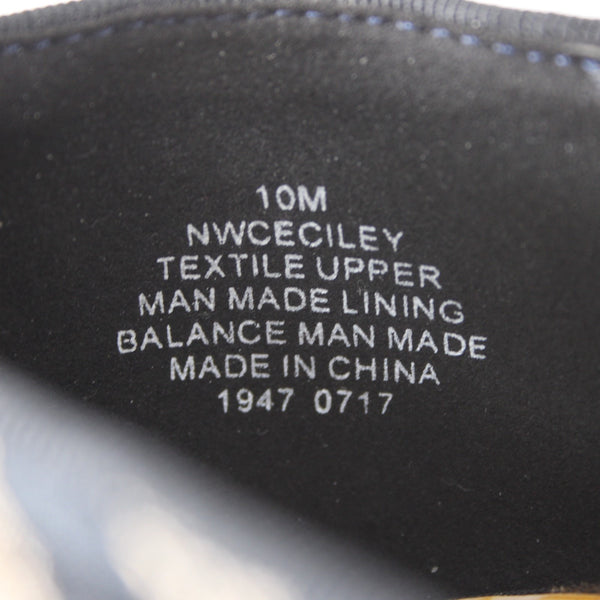 10M
NWCECILEY
TEXTILE UPPER
MAN MADE LINING
BALANCE MAN MADE
MADE IN CHINA
1947 0717